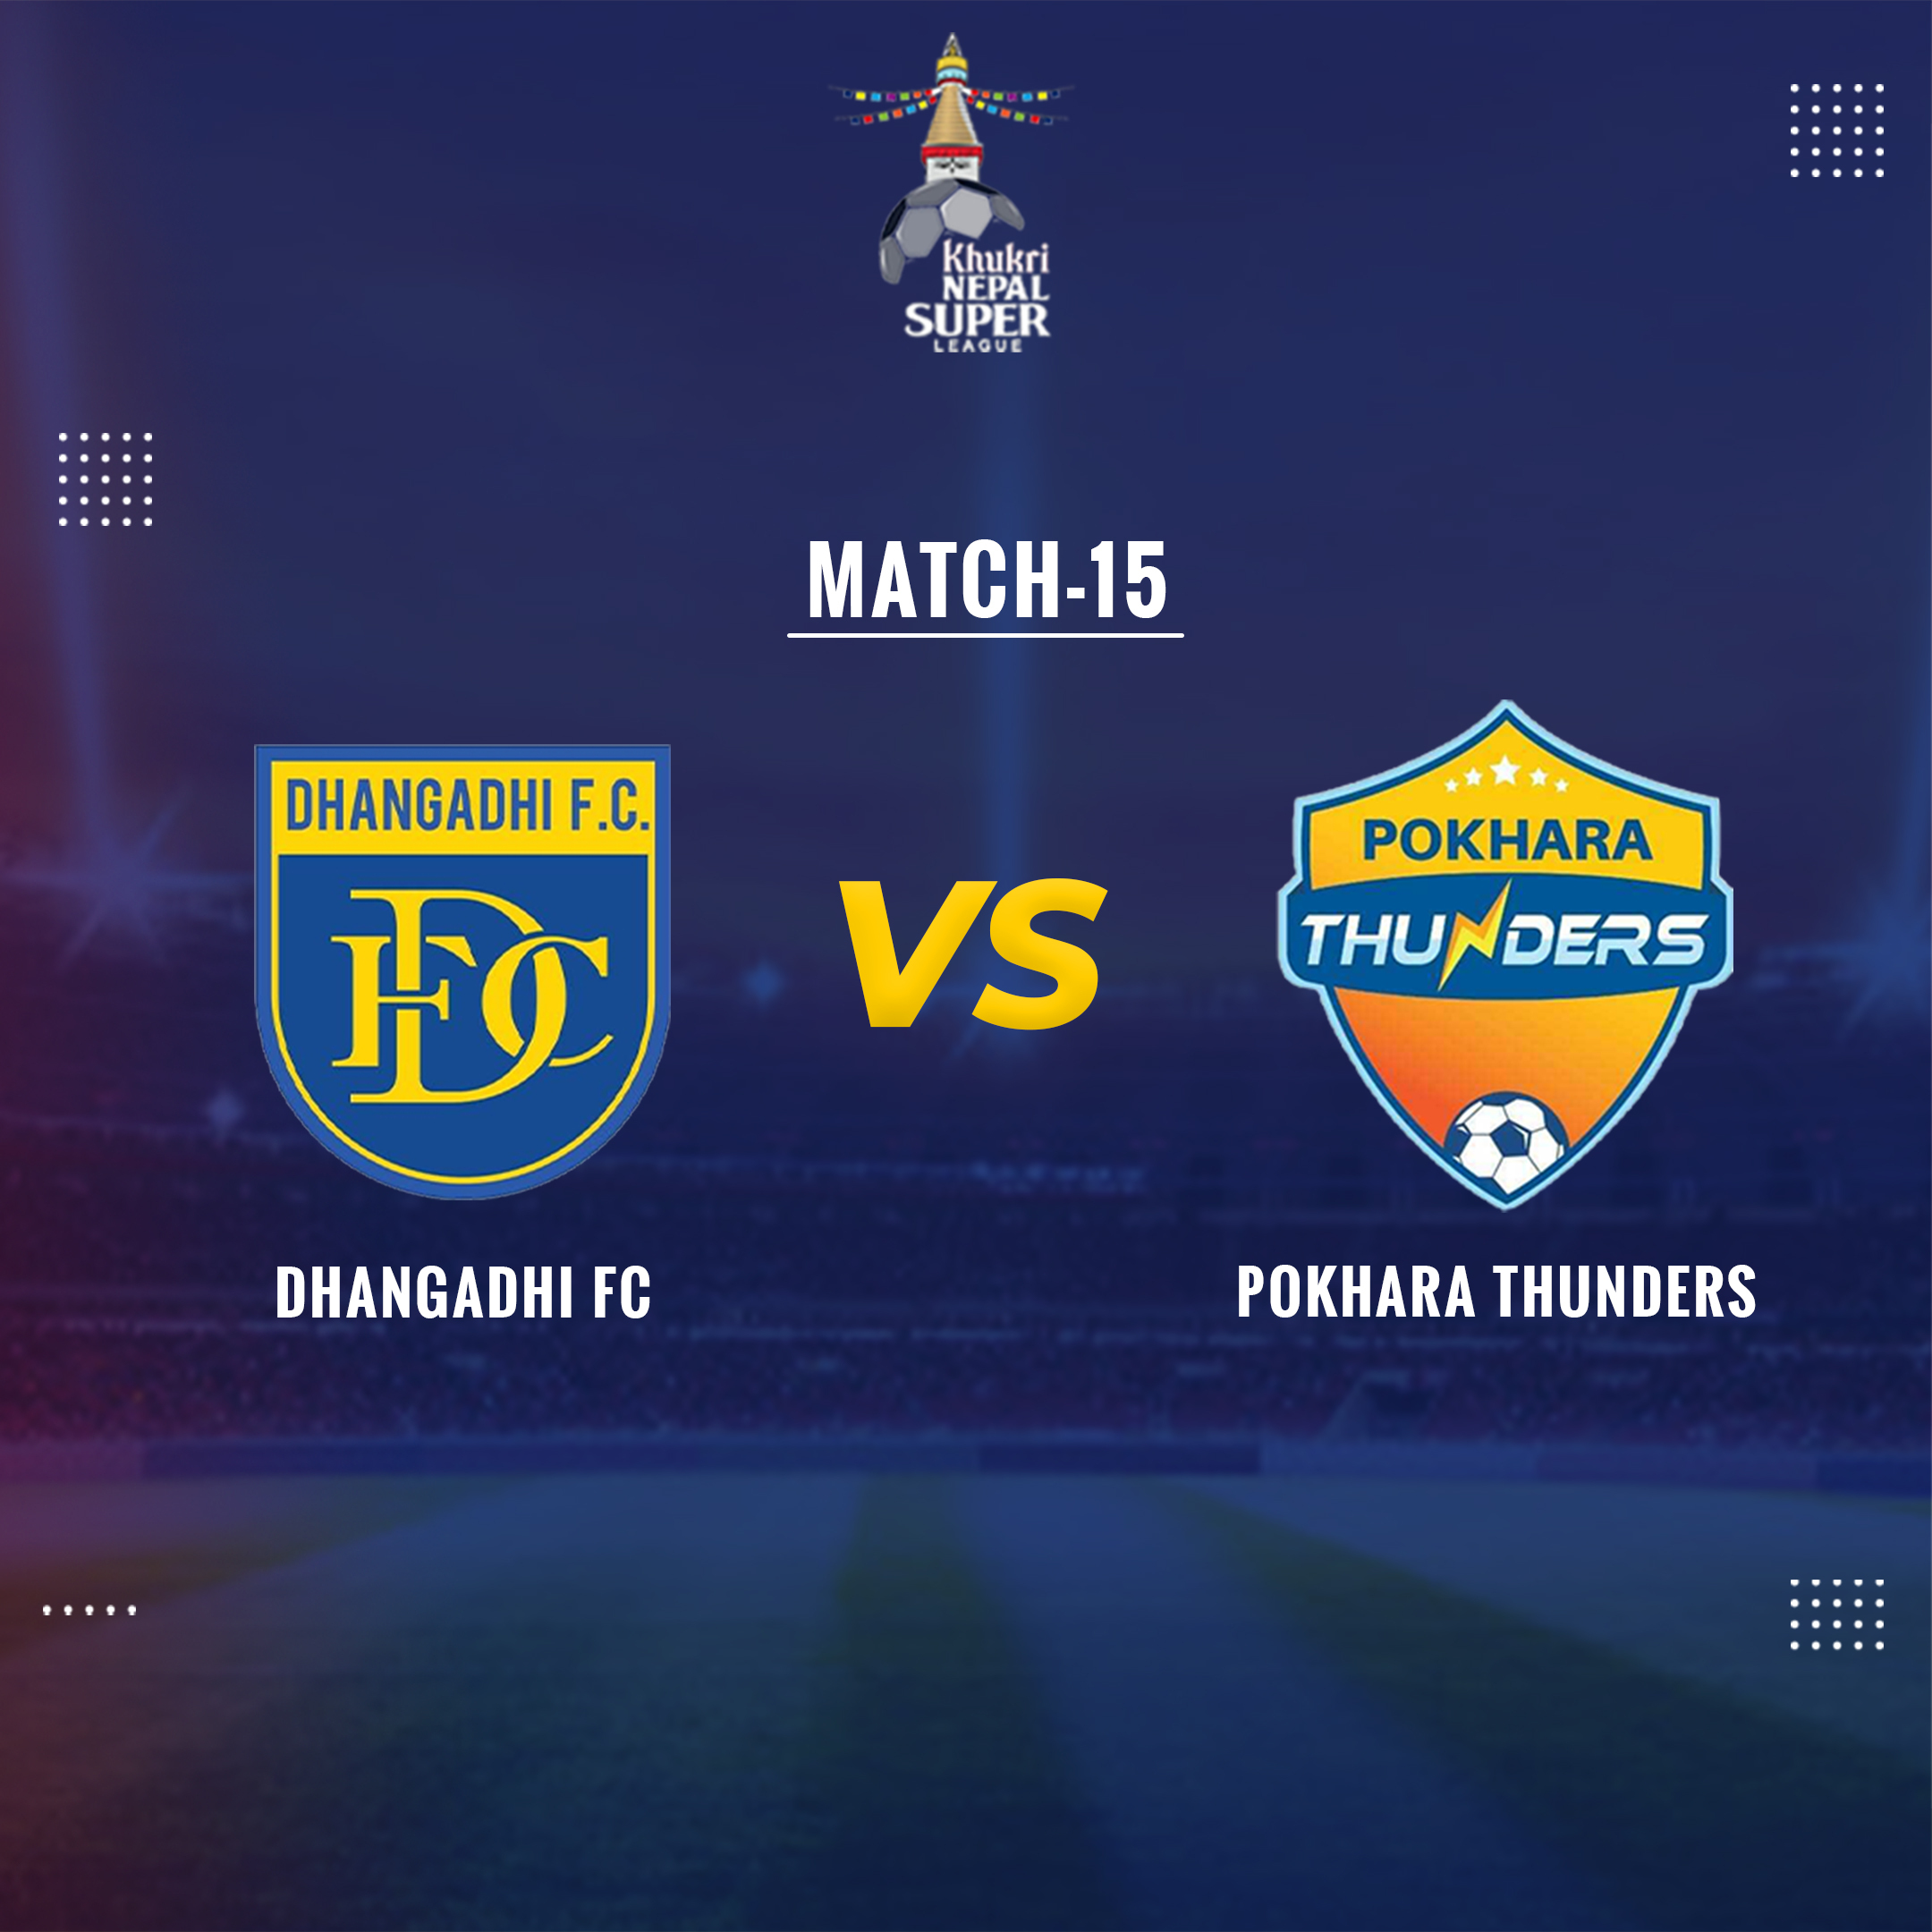 Khukri
NEPAL
SUPER
LEAGUE
MATCH-15
DHANGADHI F.C.
DFC
VS
POKHARA
THUNDERS
DHANGADHI FC
POKHARA THUNDERS